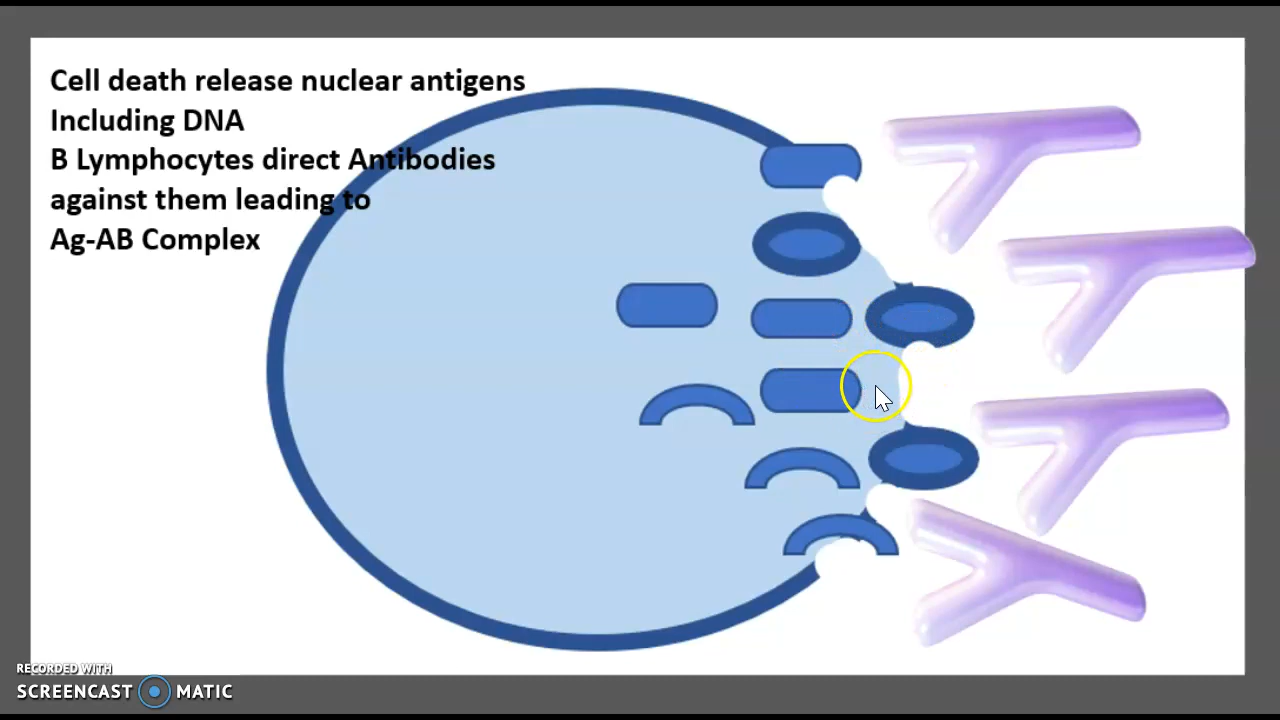 Cell death release nuclear antigens
Including DNA
B Lymphocytes direct Antibodies
against them leading to
Ag-AB Complex
RECORDED WITH
SCREENCAST MATIC